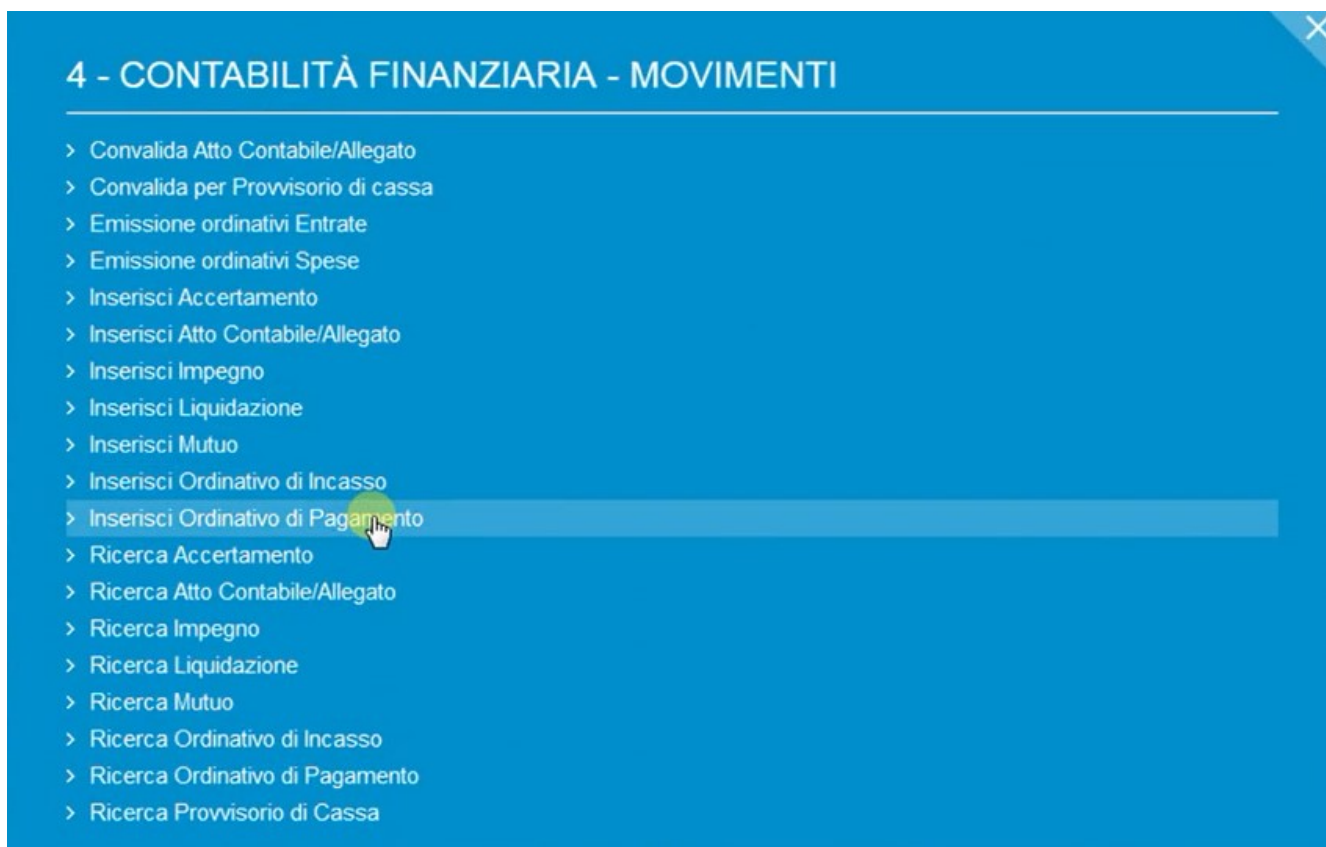 4 - CONTABILITÀ FINANZIARIA - MOVIMENTI
> Convalida Atto Contabile/Allegato
> Convalida per Provvisorio di cassa
> Emissione ordinativi Entrate
> Emissione ordinativi Spese
> Inserisci Accertamento
> Inserisci Atto Contabile/Allegato
> Inserisci Impegno
> Inserisci Liquidazione
> Inserisci Mutuo
> Inserisci Ordinativo di Incasso
> Inserisci Ordinativo di Pagamento
> Ricerca Accertamento
> Ricerca Atto Contabile/Allegato
> Ricerca Impegno
> Ricerca Liquidazione
> Ricerca Mutuo
> Ricerca Ordinativo di Incasso
> Ricerca Ordinativo di Pagamento
> Ricerca Provvisorio di Cassa